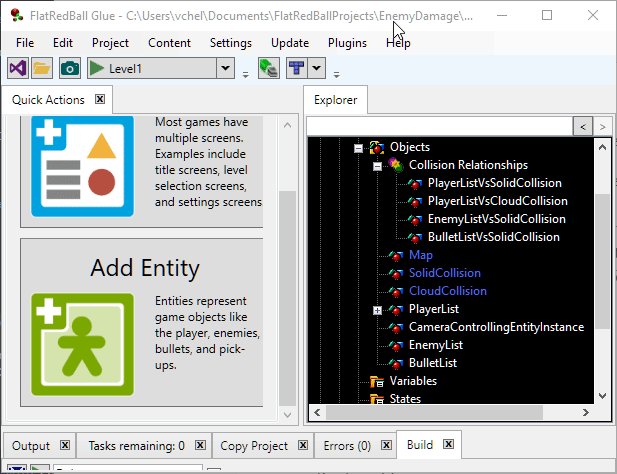 FlatRedBall Glue - C:\Users\vchel\Documents\FlatRedBallProjects\EnemyDamage\...
File Edit Project Content Settings Update Plugins Help
Level1
Quick Actions
Most games have
multiple screens.
Examples include
title screens, level
selection screens,
and settings screens
Add Entity
Entities represent
game objects like
the player, enemies,
bullets, and pick-
ups.
Explorer
< >
Objects
Collision Relationships
PlayerListVsSolidCollision
PlayerListVsCloudCollision
EnemyListVsSolidCollision
BulletListVsSolidCollision
Map
SolidCollision
CloudCollision
PlayerList
CameraControllingEntityInstance
EnemyList
BulletList
Variables
States
Output Tasks remaining: 0 Copy Project Errors (0) Build